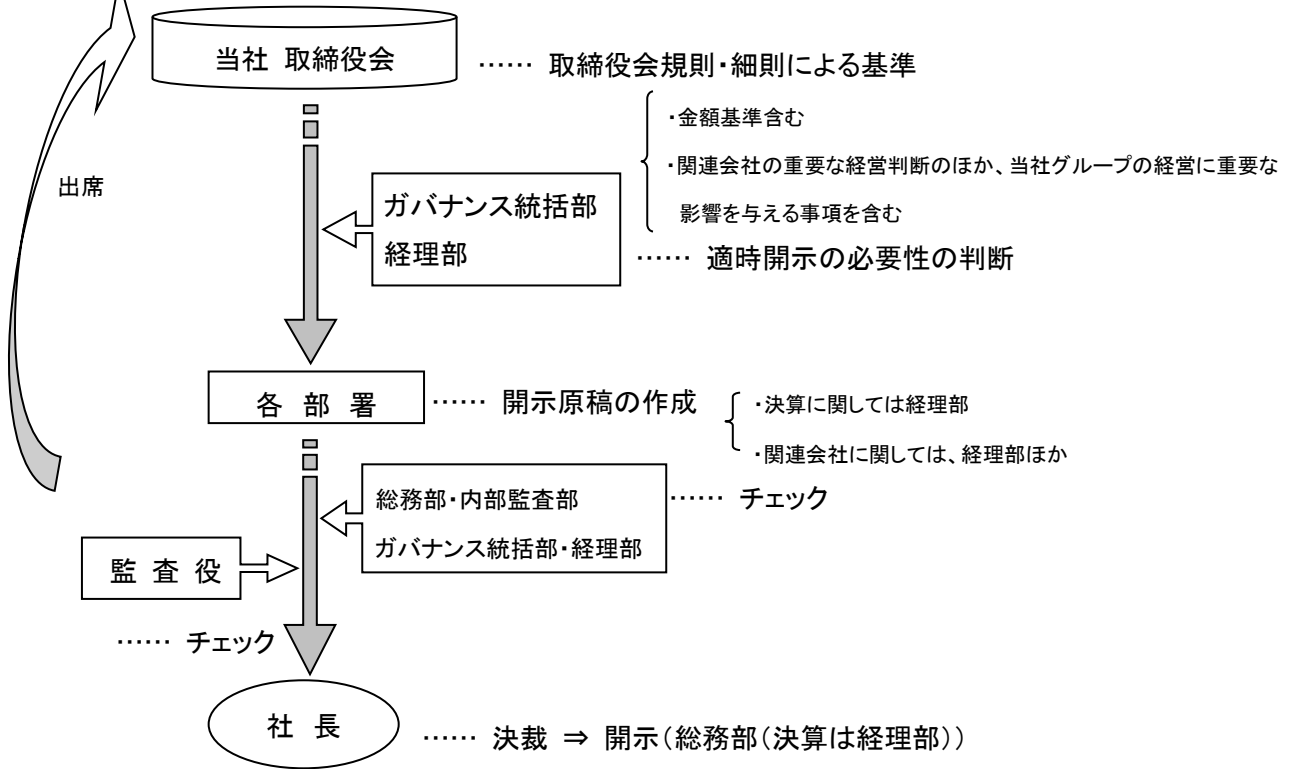 当社 取締役会
…… 取締役会規則・細則による基準
・金額基準含む
・関連会社の重要な経営判断のほか、当社グループの経営に重要な
影響を与える事項を含む
出席
ガバナンス統括部
経理部
…… 適時開示の必要性の判断
各 部 署
…… 開示原稿の作成
・決算に関しては経理部
・関連会社に関しては、経理部ほか
総務部・内部監査部
ガバナンス統括部・経理部
…… チェック
監 査 役
…… チェック
社 長
…… 決裁 ⇒ 開示(総務部(決算は経理部))